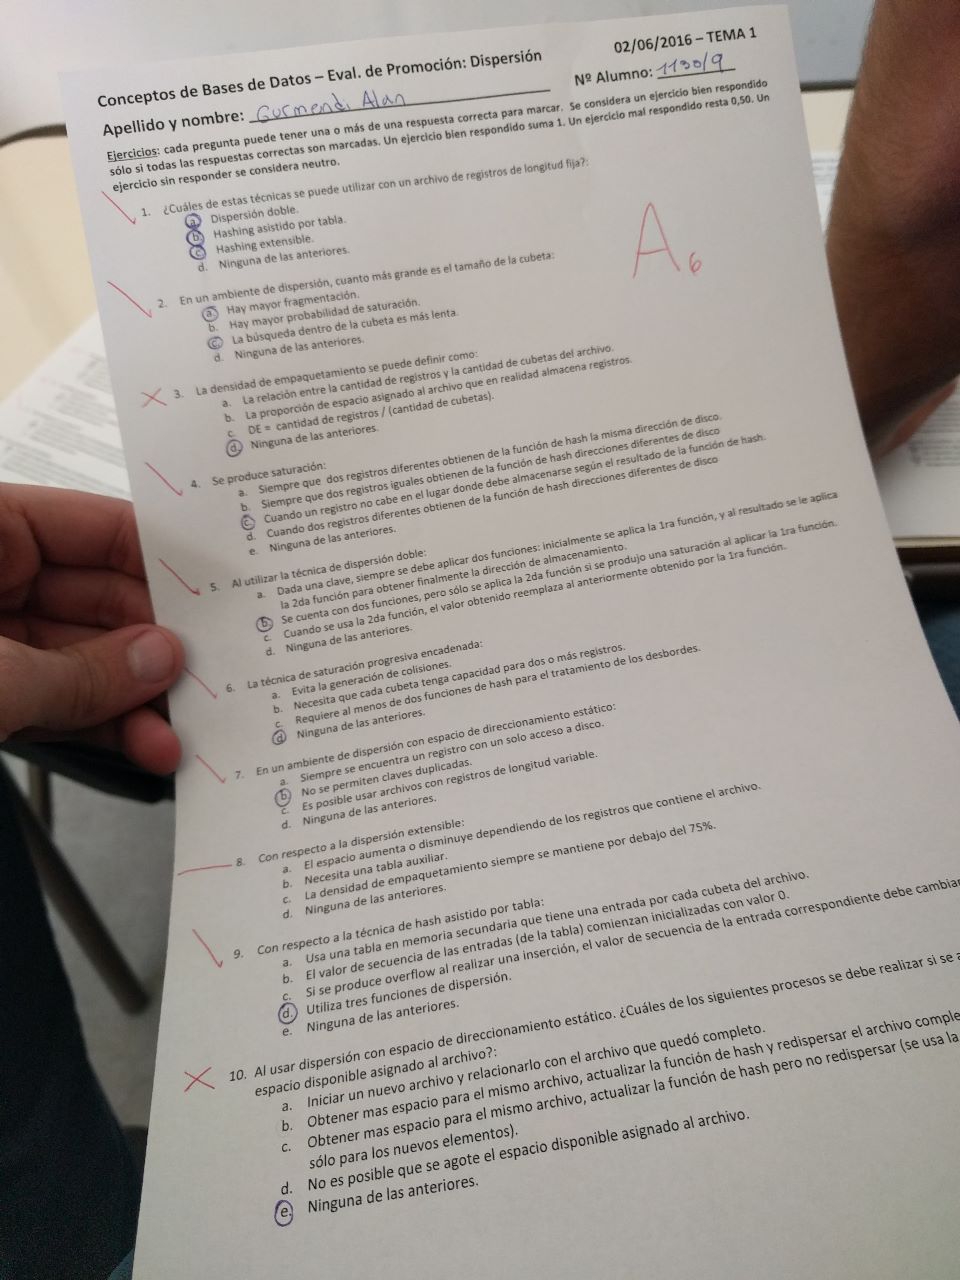 02/06/2016 – TEMA 1
Conceptos de Bases de Datos – Eval. de Promoción: Dispersión
Nº Alumno: 1130/9
Apellido y nombre: Gurmendi Alan
Ejercicios: cada pregunta puede tener una o más de una respuesta correcta para marcar. Se considera un ejercicio bien respondido
sólo si todas las respuestas correctas son marcadas. Un ejercicio bien respondido suma 1. Un ejercicio mal respondido resta 0,50. Un
ejercicio sin responder se considera neutro.
1. ¿Cuáles de estas técnicas se puede utilizar con un archivo de registros de longitud fija?:
a. Dispersión doble.
b. Hashing asistido por tabla.
c. Hashing extensible.
d. Ninguna de las anteriores.
A 6
2. En un ambiente de dispersión, cuanto más grande es el tamaño de la cubeta:
a. Hay mayor fragmentación.
b. Hay mayor probabilidad de saturación.
c. La búsqueda dentro de la cubeta es más lenta.
d. Ninguna de las anteriores.
3. La densidad de empaquetamiento se puede definir como:
a. La relación entre la cantidad de registros y la cantidad de cubetas del archivo.
b. La proporción de espacio asignado al archivo que en realidad almacena registros.
c. DE = cantidad de registros / (cantidad de cubetas).
d. Ninguna de las anteriores.
4. Se produce saturación:
a. Siempre que dos registros diferentes obtienen de la función de hash la misma dirección de disco.
b. Siempre que dos registros iguales obtienen de la función de hash direcciones diferentes de disco
c. Cuando un registro no cabe en el lugar donde debe almacenarse según el resultado de la función de hash.
d. Cuando dos registros diferentes obtienen de la función de hash direcciones diferentes de disco
e. Ninguna de las anteriores.
5. Al utilizar la técnica de dispersión doble:
a. Dada una clave, siempre se debe aplicar dos funciones: inicialmente se aplica la 1ra función, y al resultado se le aplica
la 2da función para obtener finalmente la dirección de almacenamiento.
b. Se cuenta con dos funciones, pero sólo se aplica la 2da función si se produjo una saturación al aplicar la 1ra función.
c. Cuando se usa la 2da función, el valor obtenido reemplaza al anteriormente obtenido por la 1ra función.
d. Ninguna de las anteriores.
6. La técnica de saturación progresiva encadenada:
a. Evita la generación de colisiones.
b. Necesita que cada cubeta tenga capacidad para dos o más registros.
c. Requiere al menos de dos funciones de hash para el tratamiento de los desbordes.
d. Ninguna de las anteriores.
7. En un ambiente de dispersión con espacio de direccionamiento estático:
a. Siempre se encuentra un registro con un solo acceso a disco.
b. No se permiten claves duplicadas.
c. Es posible usar archivos con registros de longitud variable.
d. Ninguna de las anteriores.
8. Con respecto a la dispersión extensible:
a. El espacio aumenta o disminuye dependiendo de los registros que contiene el archivo.
b. Necesita una tabla auxiliar.
c. La densidad de empaquetamiento siempre se mantiene por debajo del 75%.
d. Ninguna de las anteriores.
9. Con respecto a la técnica de hash asistido por tabla:
a. Usa una tabla en memoria secundaria que tiene una entrada por cada cubeta del archivo.
b. El valor de secuencia de las entradas (de la tabla) comienzan inicializadas con valor 0.
c. Si se produce overflow al realizar una inserción, el valor de secuencia de la entrada correspondiente debe cambiar
d. Utiliza tres funciones de dispersión.
e. Ninguna de las anteriores.
10. Al usar dispersión con espacio de direccionamiento estático. ¿Cuáles de los siguientes procesos se debe realizar si se a
espacio disponible asignado al archivo?:
a. Iniciar un nuevo archivo y relacionarlo con el archivo que quedó completo.
b. Obtener mas espacio para el mismo archivo, actualizar la función de hash y redispersar el archivo comple
c. Obtener mas espacio para el mismo archivo, actualizar la función de hash pero no redispersar (se usa la
sólo para los nuevos elementos).
d. No es posible que se agote el espacio disponible asignado al archivo.
e. Ninguna de las anteriores.